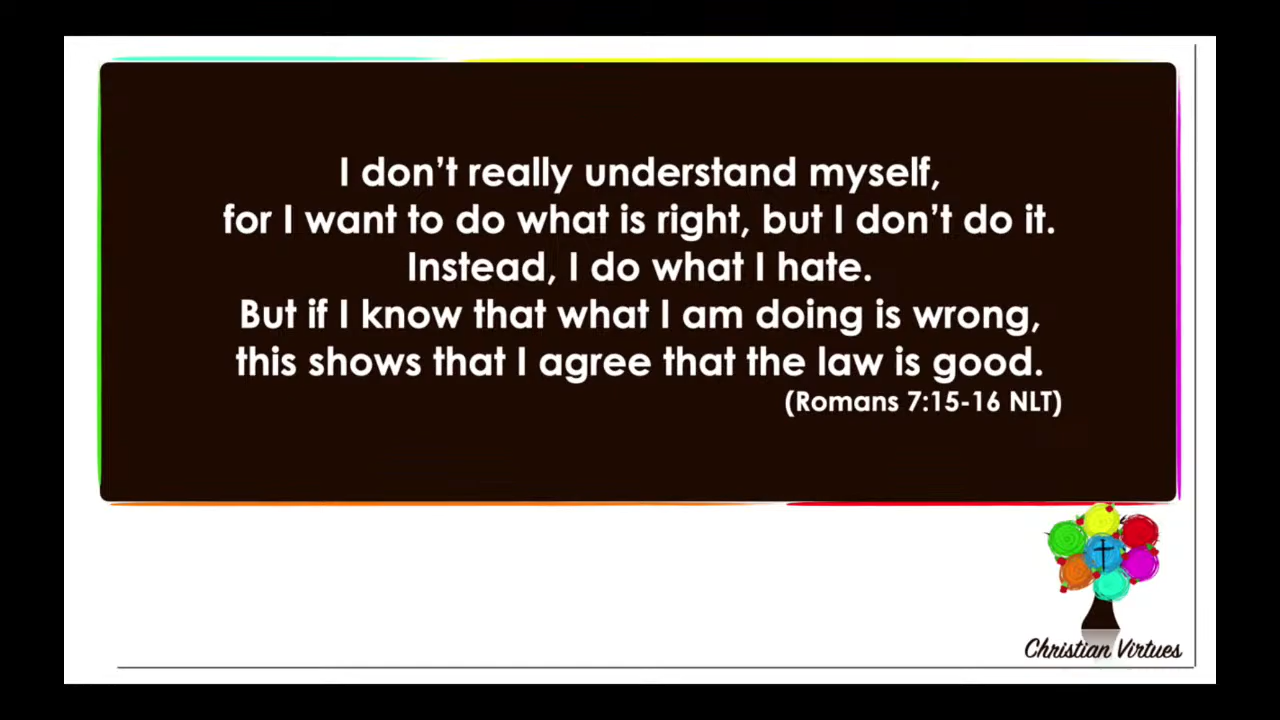 I don’t really understand myself,
for I want to do what is right, but I don’t do it.
Instead, I do what I hate.
But if I know that what I am doing is wrong,
this shows that I agree that the law is good.
(Romans 7:15-16 NLT)
Christian Virtues